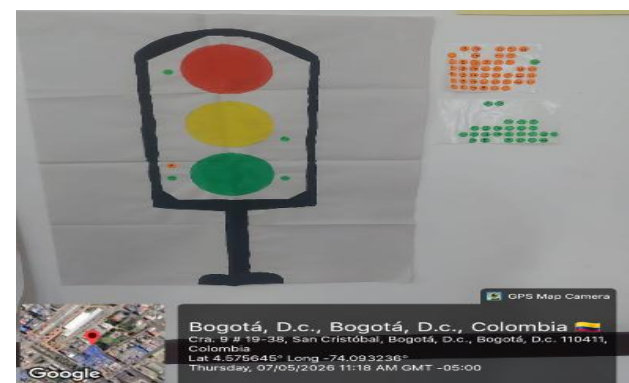 GPS Map Camera
Bogotá, D.c., Bogotá, D.c., Colombia
Cra. 9 # 19-38, San Cristóbal, Bogotá, D.c., Bogotá, D.c. 110411,
Colombia
Lat 4.575645° Long -74.093236°
Thursday, 07/05/2026 11:18 AM GMT -05:00
Google